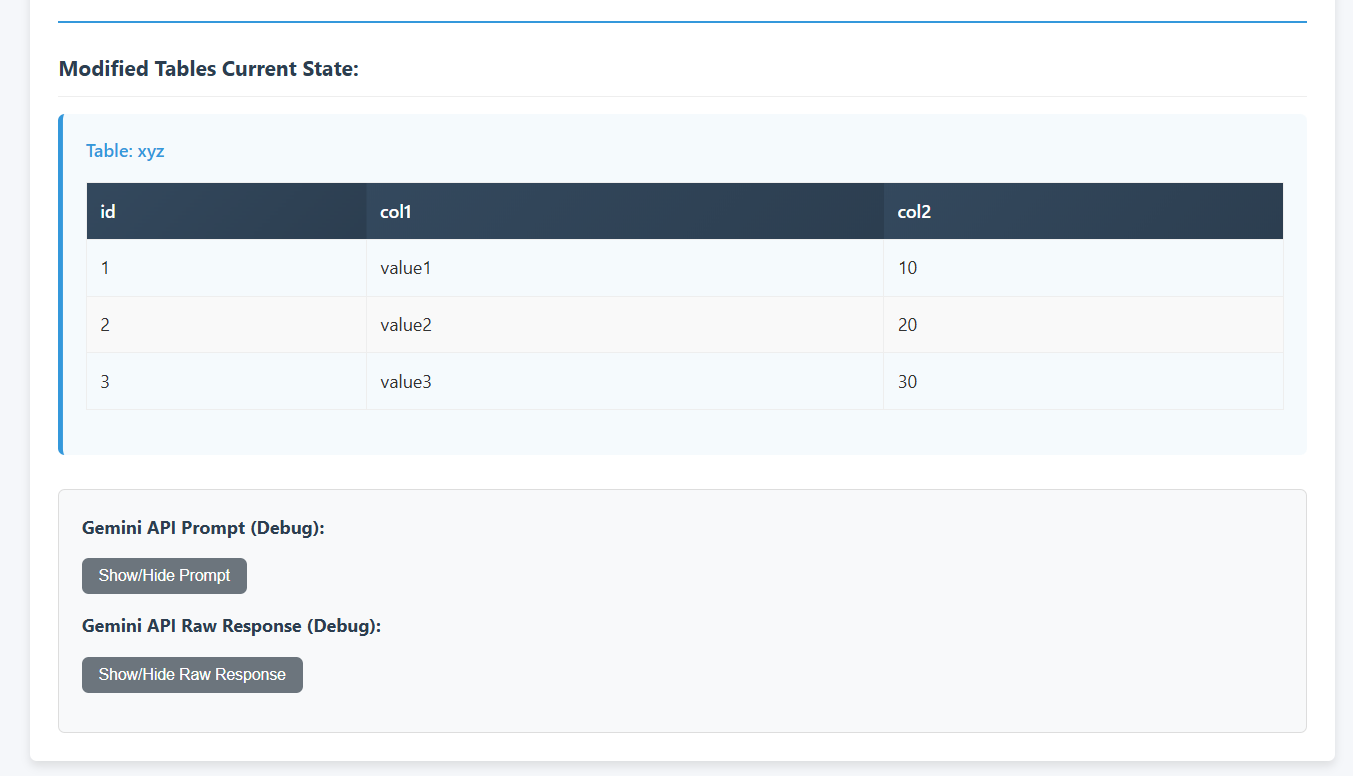 Modified Tables Current State:
Table: xyz
id col1 col2
1 value1 10
2 value2 20
3 value3 30
Gemini API Prompt (Debug):
Show/Hide Prompt
Gemini API Raw Response (Debug):
Show/Hide Raw Response